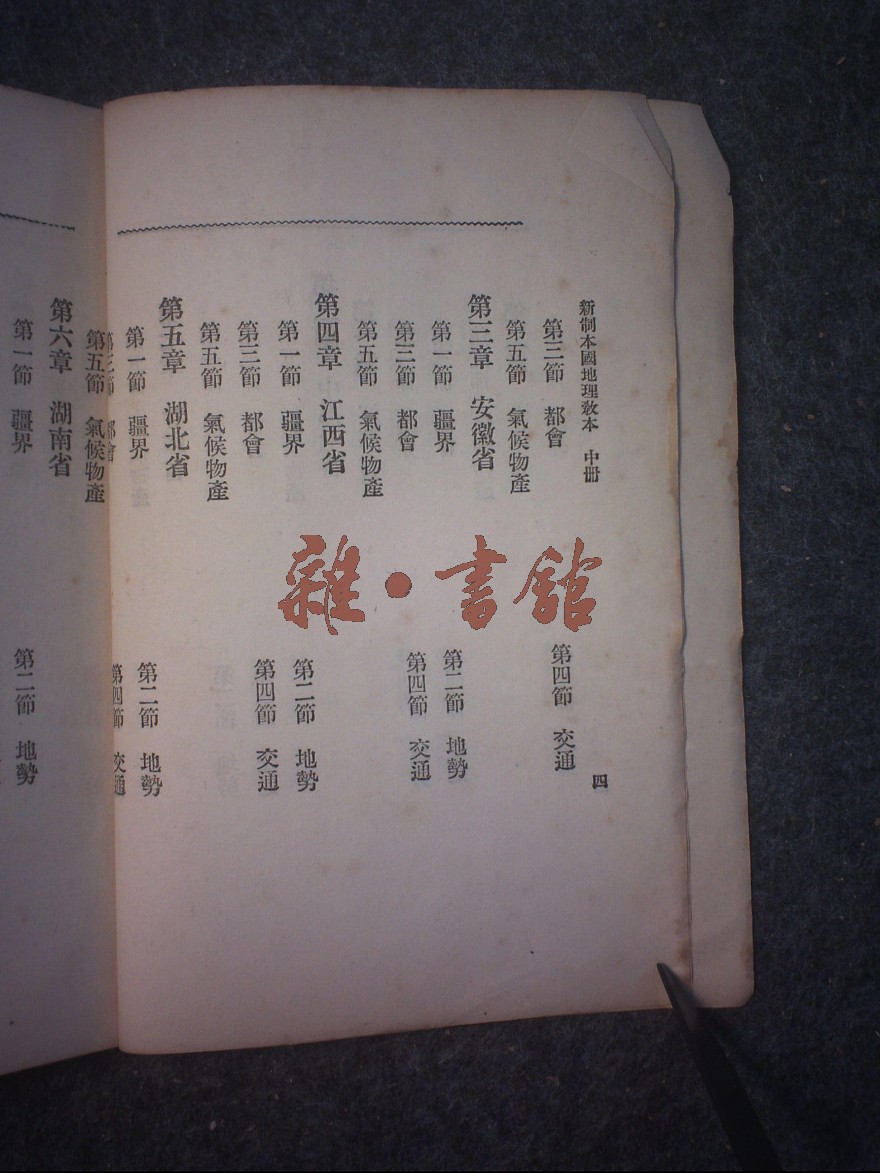 新制本國地理敎本　中册
四
第三節　都會
第四節　交通
第五節　氣候物產
第三章　安徽省
第一節　疆界
第二節　地勢
第三節　都會
第四節　交通
第五節　氣候物產
第四章　江西省
第一節　疆界
第二節　地勢
第三節　都會
第四節　交通
第五節　氣候物產
第五章　湖北省
第一節　疆界
第二節　地勢
第三節　都會
第四節　交通
第五節　氣候物產
第六章　湖南省
第一節　疆界
第二節　地勢
雜·書館